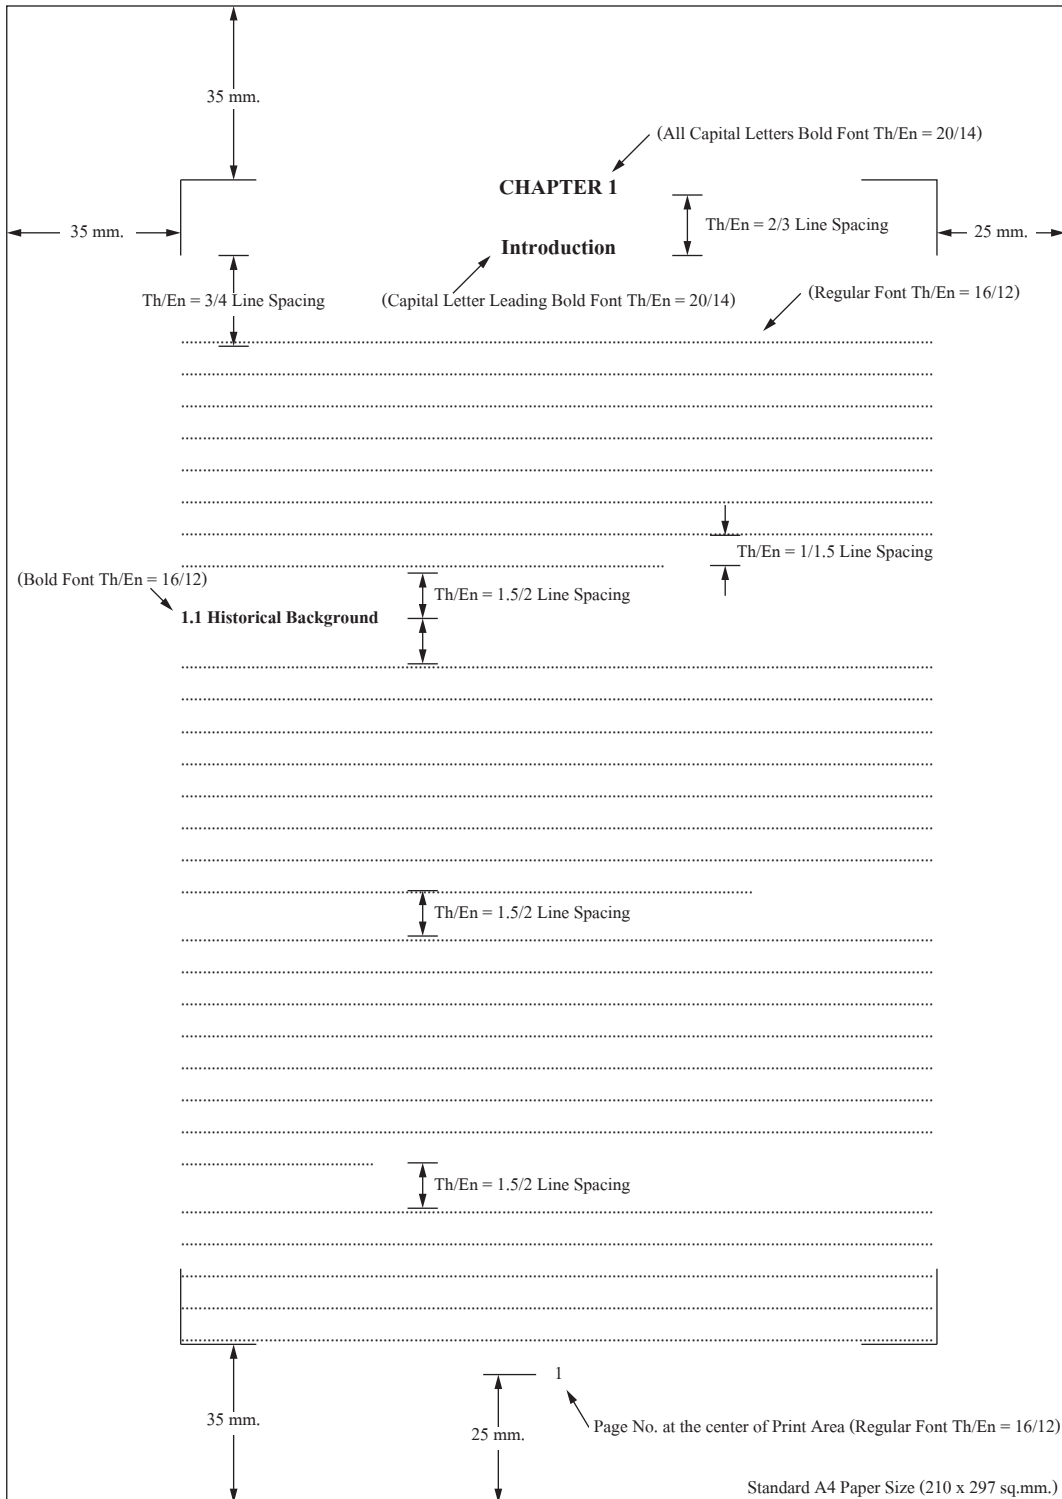 35 mm.
(All Capital Letters Bold Font Th/En = 20/14)
CHAPTER 1
Th/En = 2/3 Line Spacing
35 mm.
25 mm.
Introduction
Th/En = 3/4 Line Spacing
(Capital Letter Leading Bold Font Th/En = 20/14)
(Regular Font Th/En = 16/12)
Th/En = 1/1.5 Line Spacing
(Bold Font Th/En = 16/12)
Th/En = 1.5/2 Line Spacing
1.1 Historical Background
Th/En = 1.5/2 Line Spacing
Th/En = 1.5/2 Line Spacing
1
35 mm.
25 mm.
Page No. at the center of Print Area (Regular Font Th/En = 16/12)
Standard A4 Paper Size (210 x 297 sq.mm.)